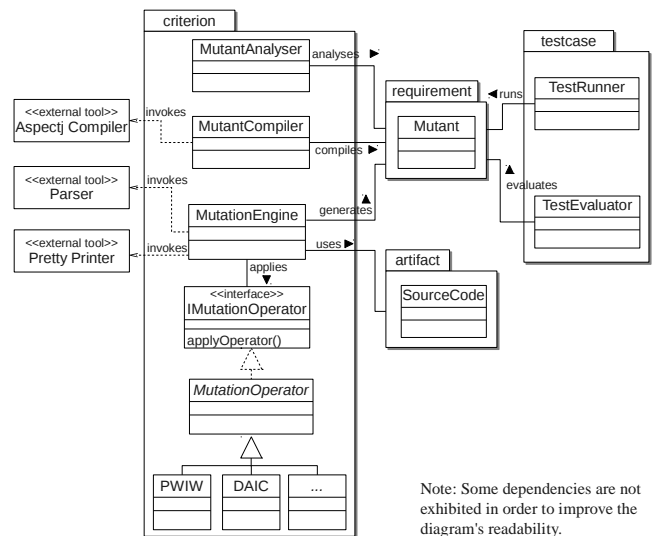 criterion
MutantAnalyser
analyses
testcase
requirement
TestRunner
runs
<<external tool>>
Aspectj Compiler
invokes
MutantCompiler
compiles
Mutant
<<external tool>>
Parser
invokes
evaluates
MutationEngine
generates
TestEvaluator
<<external tool>>
Pretty Printer
invokes
uses
artifact
applies
<<interface>>
IMutationOperator
applyOperator()
SourceCode
MutationOperator
PWIW
DAIC
...
Note: Some dependencies are not
exhibited in order to improve the
diagram's readability.